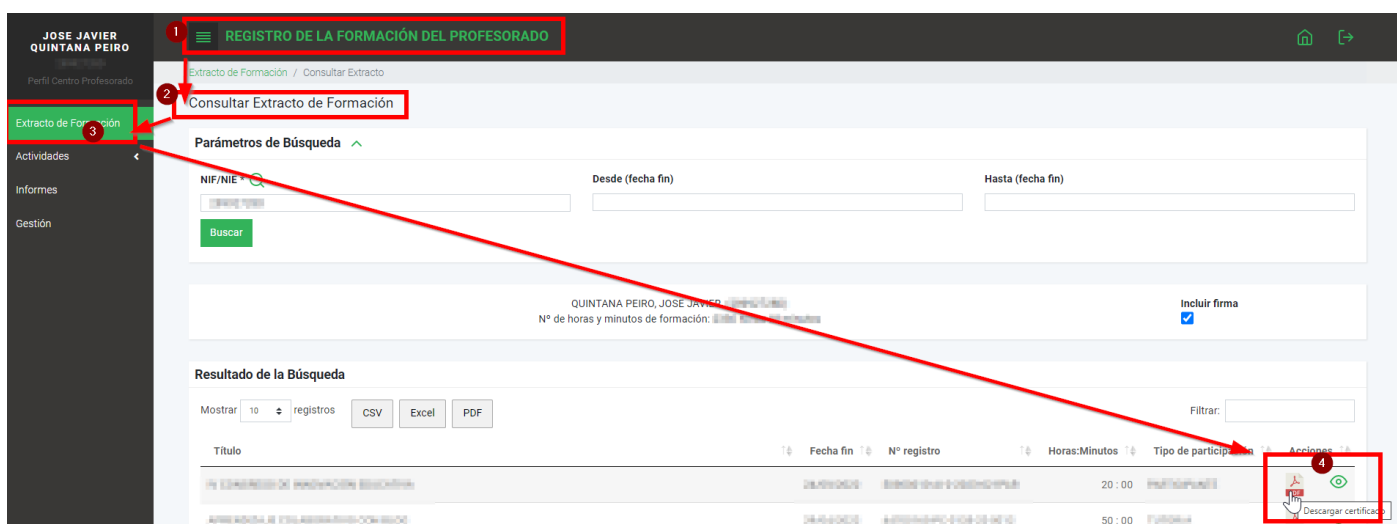 JOSE JAVIER
QUINTANA PEIRO
Perfil Centro Profesorado
Extracto de Formación
3
Actividades
Informes
Gestión
1
REGISTRO DE LA FORMACIÓN DEL PROFESORADO
Extracto de Formación / Consultar Extracto
2
Consultar Extracto de Formación
Parámetros de Búsqueda
NIF/NIE * Desde (fecha fin) Hasta (fecha fin)
Buscar
QUINTANA PEIRO, JOSE JAVIER
Nº de horas y minutos de formación:
Incluir firma
Resultado de la Búsqueda
Mostrar 10 registros CSV Excel PDF Filtrar:
Título Fecha fin Nº registro Horas:Minutos Tipo de participación Acciones
4
20 : 00
PDF
Descargar certificado
50 : 00